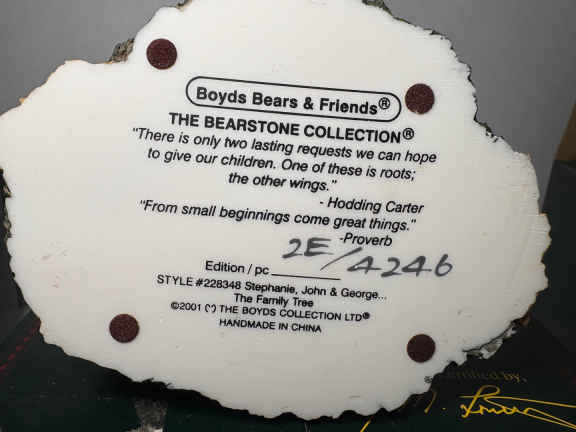 Boyds Bears & Friends®
THE BEARSTONE COLLECTION®
"There is only two lasting requests we can hope
to give our children. One of these is roots;
the other wings."
- Hodding Carter
"From small beginnings come great things."
-Proverb
2E/4246
Edition / pc
STYLE #228348 Stephanie, John & George...
The Family Tree
©2001 (") THE BOYDS COLLECTION LTD®
HANDMADE IN CHINA
by,